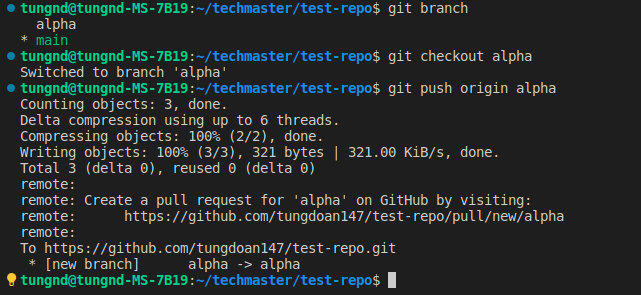 tungnd@tungnd-MS-7B19:~/techmaster/test-repo$ git branch
  alpha
* main
tungnd@tungnd-MS-7B19:~/techmaster/test-repo$ git checkout alpha
Switched to branch 'alpha'
tungnd@tungnd-MS-7B19:~/techmaster/test-repo$ git push origin alpha
Counting objects: 3, done.
Delta compression using up to 6 threads.
Compressing objects: 100% (2/2), done.
Writing objects: 100% (3/3), 321 bytes | 321.00 KiB/s, done.
Total 3 (delta 0), reused 0 (delta 0)
remote:
remote: Create a pull request for 'alpha' on GitHub by visiting:
remote:      https://github.com/tungdoan147/test-repo/pull/new/alpha
remote:
To https://github.com/tungdoan147/test-repo.git
 * [new branch]      alpha -> alpha
tungnd@tungnd-MS-7B19:~/techmaster/test-repo$